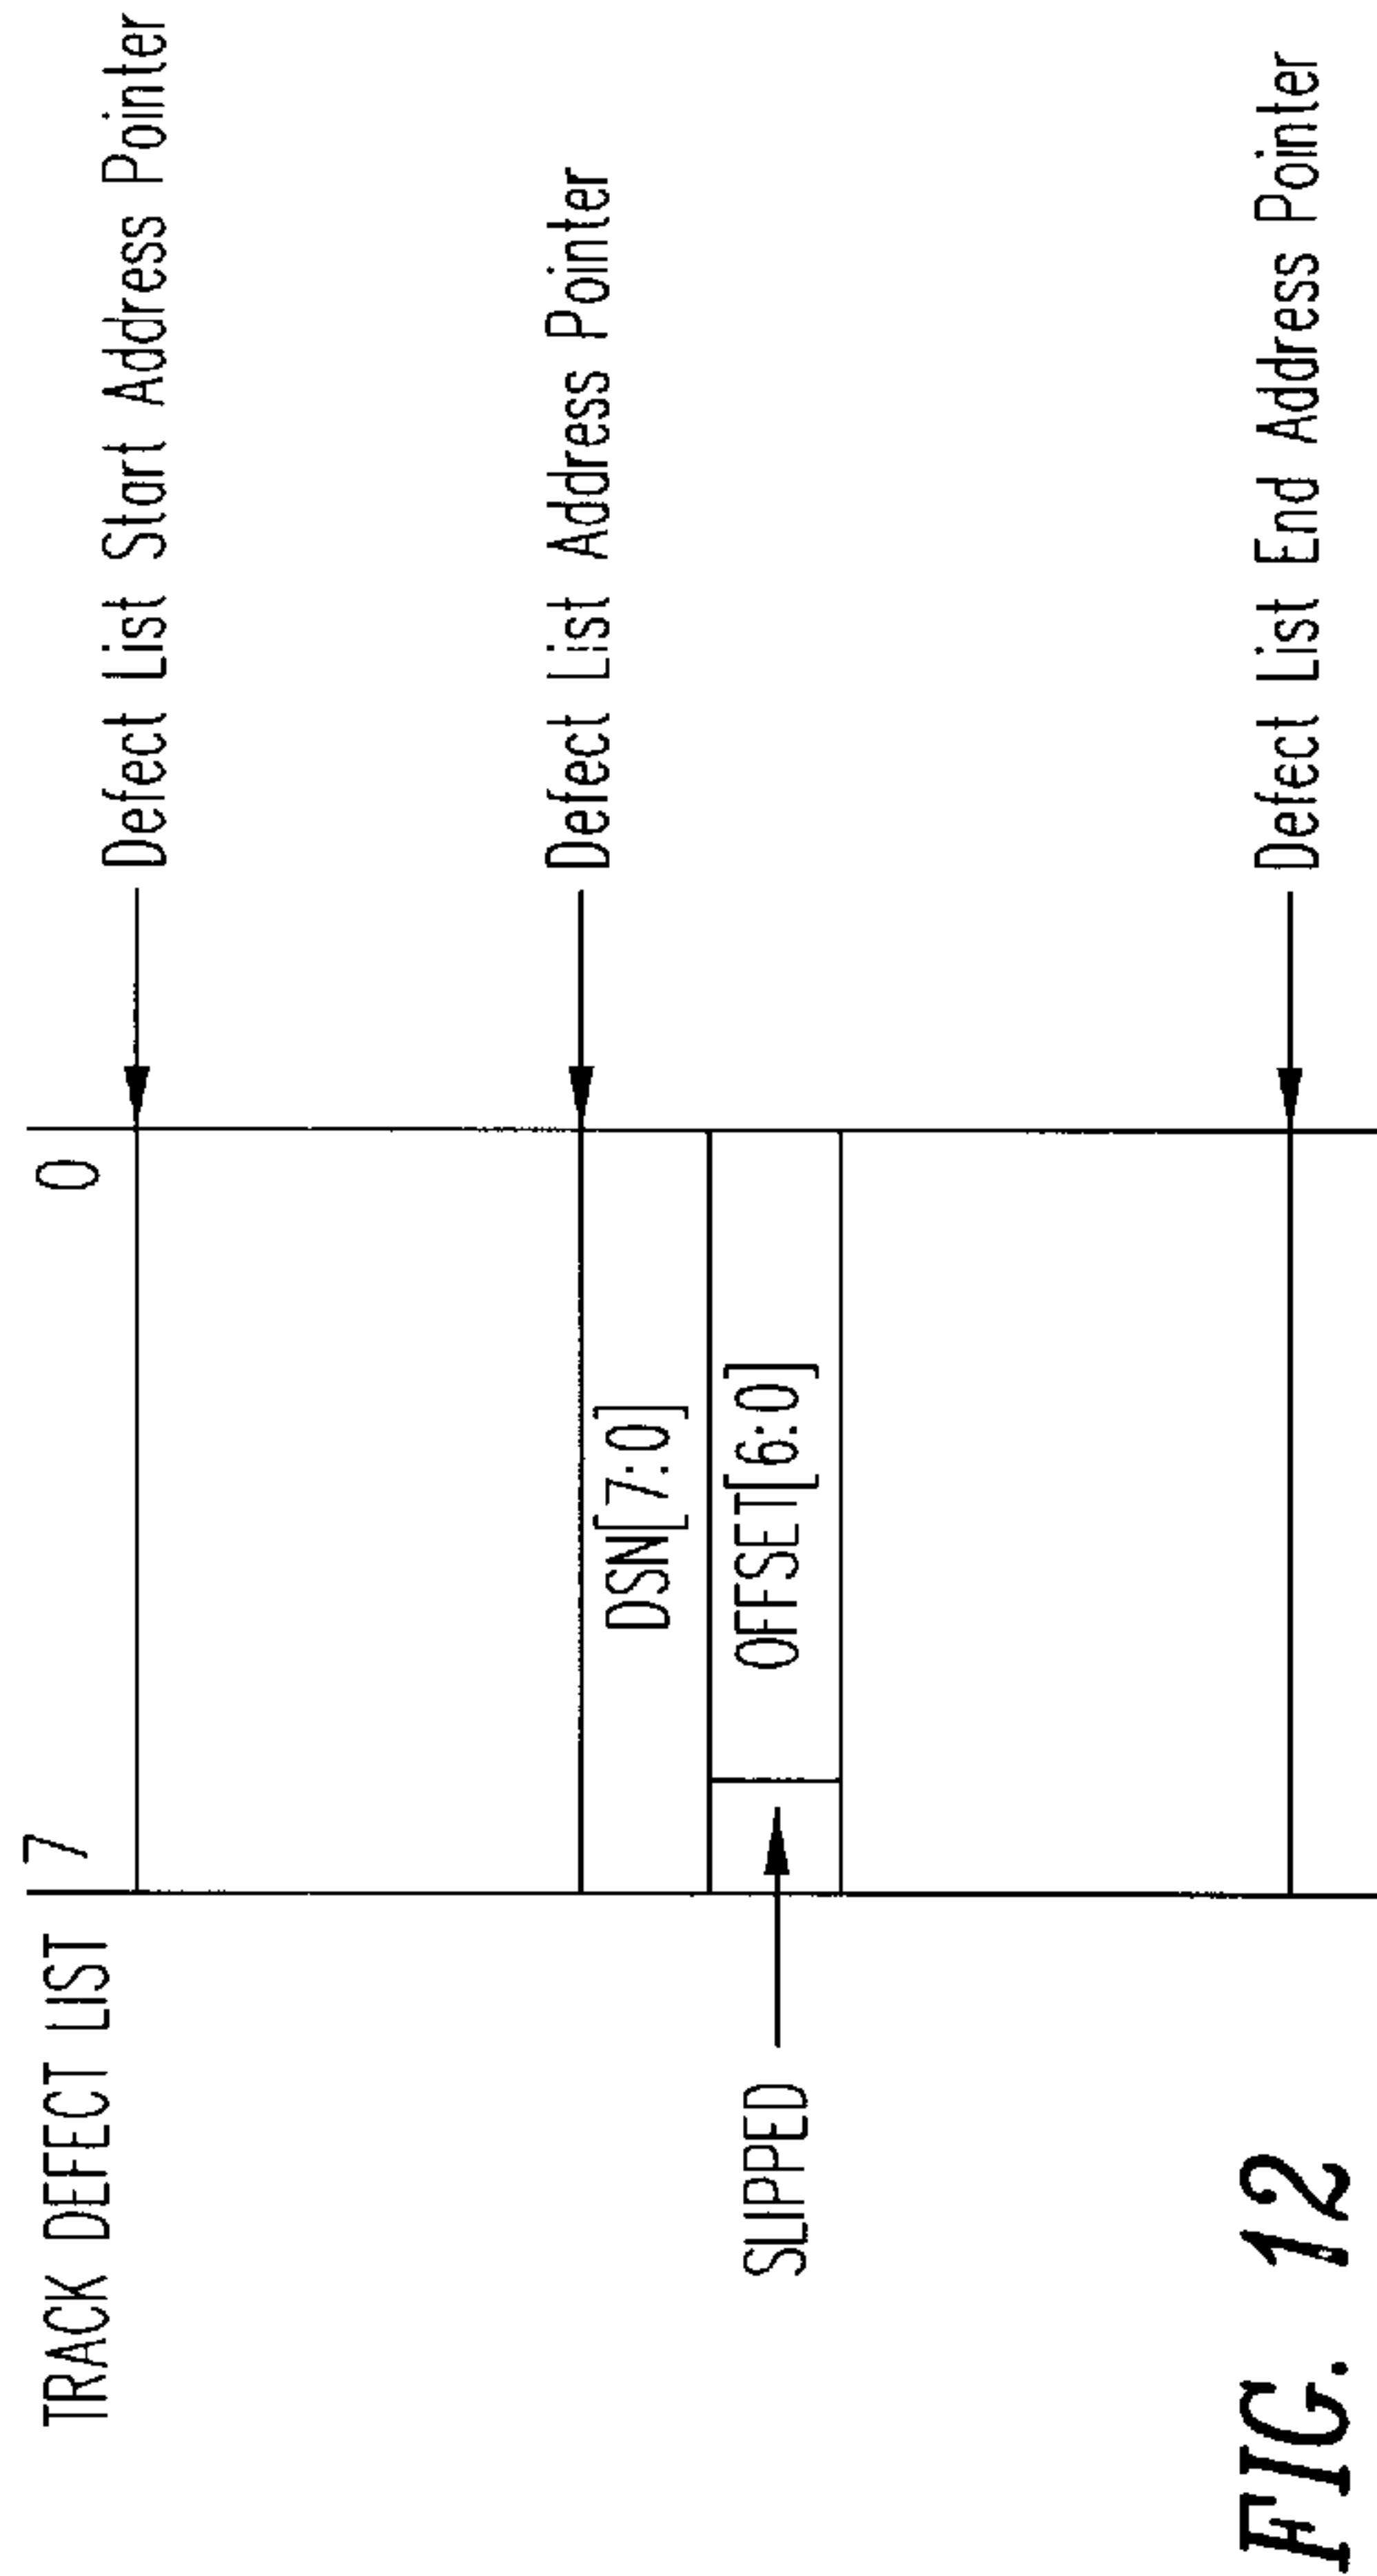 TRACK DEFECT LIST
7 0
Defect List Start Address Pointer
Defect List Address Pointer
DSN[7:0]
SLIPPED
OFFSET[6:0]
Defect List End Address Pointer
FIG. 12